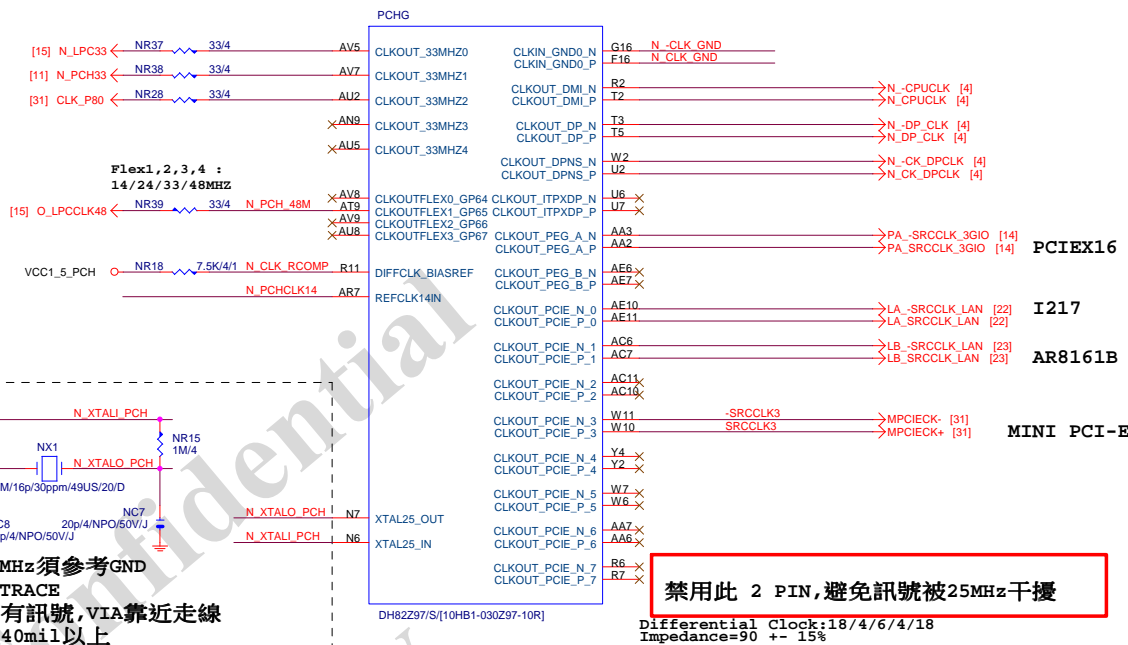 PCHG
[15] N_LPC33 NR37 33/4 AV5 CLKOUT_33MHZ0
[11] N_PCH33 NR38 33/4 AV7 CLKOUT_33MHZ1
[31] CLK_P80 NR28 33/4 AU2 CLKOUT_33MHZ2
AN9 CLKOUT_33MHZ3
AU5 CLKOUT_33MHZ4
Flex1,2,3,4 :
14/24/33/48MHZ
AV8 CLKOUTFLEX0_GP64
[15] O_LPCCLK48 NR39 33/4 N_PCH_48M AT9 CLKOUTFLEX1_GP65
AV9 CLKOUTFLEX2_GP66
AU8 CLKOUTFLEX3_GP67
VCC1_5_PCH NR18 7.5K/4/1 N_CLK_RCOMP R11 DIFFCLK_BIASREF
N_PCHCLK14 AR7 REFCLK14IN
N_XTALO_PCH N7 XTAL25_OUT
N_XTALI_PCH N6 XTAL25_IN
CLKIN_GND0_N G16 N_-CLK_GND
CLKIN_GND0_P F16 N_CLK_GND
CLKOUT_DMI_N R2 N_-CPUCLK [4]
CLKOUT_DMI_P T2 N_CPUCLK [4]
CLKOUT_DP_N T3 N_-DP_CLK [4]
CLKOUT_DP_P T5 N_DP_CLK [4]
CLKOUT_DPNS_N W2 N_-CK_DPCLK [4]
CLKOUT_DPNS_P U2 N_CK_DPCLK [4]
CLKOUT_ITPXDP_N U6
CLKOUT_ITPXDP_P U7
CLKOUT_PEG_A_N AA3 PA_-SRCCLK_3GIO [14]
CLKOUT_PEG_A_P AA2 PA_SRCCLK_3GIO [14]
PCIEX16
CLKOUT_PEG_B_N AE6
CLKOUT_PEG_B_P AE7
CLKOUT_PCIE_N_0 AE10 LA_-SRCCLK_LAN [22]
CLKOUT_PCIE_P_0 AE11 LA_SRCCLK_LAN [22]
I217
CLKOUT_PCIE_N_1 AC6 LB_-SRCCLK_LAN [23]
CLKOUT_PCIE_P_1 AC7 LB_SRCCLK_LAN [23]
AR8161B
CLKOUT_PCIE_N_2 AC11
CLKOUT_PCIE_P_2 AC10
CLKOUT_PCIE_N_3 W11 -SRCCLK3 MPCIECK- [31]
CLKOUT_PCIE_P_3 W10 SRCCLK3 MPCIECK+ [31]
MINI PCI-E
CLKOUT_PCIE_N_4 Y4
CLKOUT_PCIE_P_4 Y2
CLKOUT_PCIE_N_5 W7
CLKOUT_PCIE_P_5 W6
CLKOUT_PCIE_N_6 AA7
CLKOUT_PCIE_P_6 AA6
CLKOUT_PCIE_N_7 R6
CLKOUT_PCIE_P_7 R7
DH82Z97/S/[10HB1-030Z97-10R]
禁用此 2 PIN,避免訊號被25MHz干擾
Differential Clock:18/4/6/4/18
Impedance=90 +- 15%
N_XTALI_PCH
NR15
1M/4
NX1
N_XTALO_PCH
M/16p/30ppm/49US/20/D
NC7
C8 20p/4/NPO/50V/J
p/4/NPO/50V/J
MHz須參考GND
TRACE
有訊號,VIA靠近走線
40mil以上
onfidential